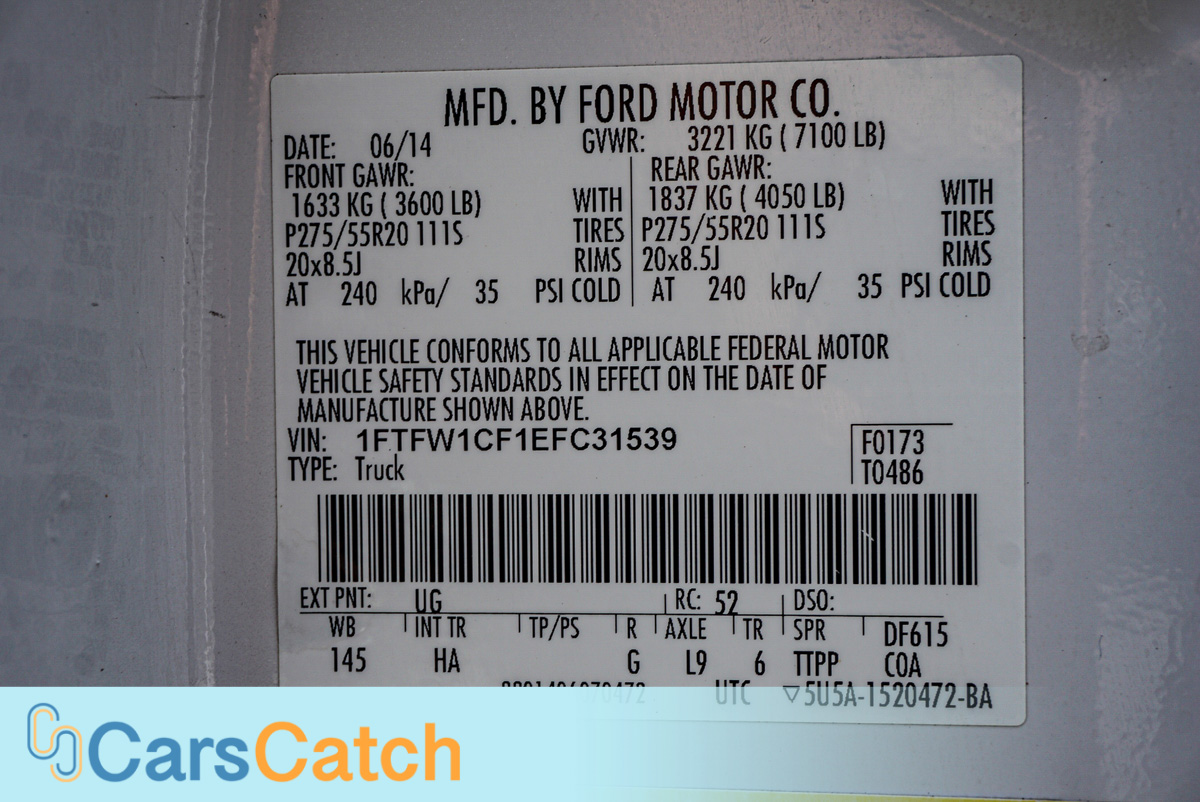 MFD. BY FORD MOTOR CO.
DATE: 06/14 GVWR: 3221 KG ( 7100 LB)
FRONT GAWR: REAR GAWR:
1633 KG ( 3600 LB) WITH 1837 KG ( 4050 LB) WITH
P275/55R20 111S TIRES P275/55R20 111S TIRES
20x8.5J RIMS 20x8.5J RIMS
AT 240 kPa/ 35 PSI COLD AT 240 kPa/ 35 PSI COLD
THIS VEHICLE CONFORMS TO ALL APPLICABLE FEDERAL MOTOR
VEHICLE SAFETY STANDARDS IN EFFECT ON THE DATE OF
MANUFACTURE SHOWN ABOVE.
VIN: 1FTFW1CF1EFC31539 F0173
TYPE: Truck T0486
EXT PNT: UG RC: 52 DSO:
WB INT TR TP/PS R AXLE TR SPR DF615
145 HA G L9 6 TTPP COA
UTC ▽5U5A-1520472-BA
CarsCatch